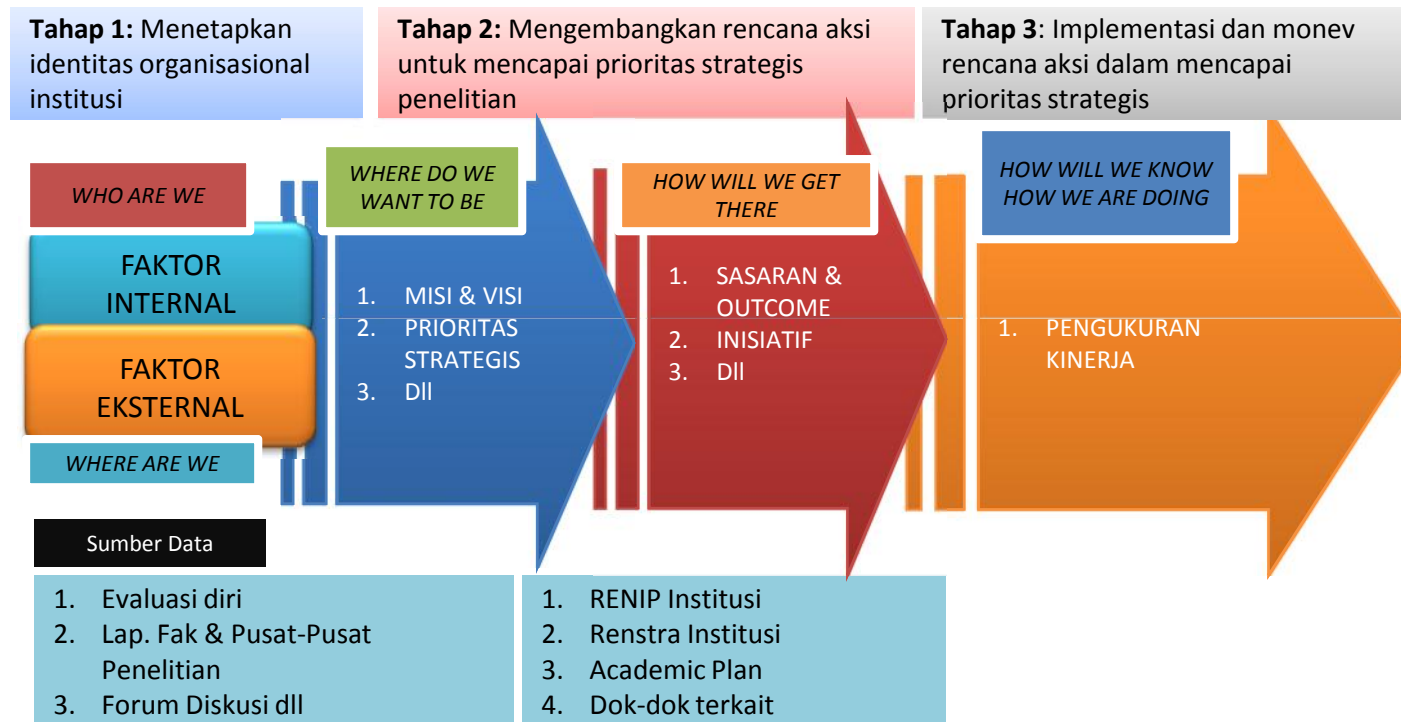 Tahap 1: Menetapkan
identitas organisasional
institusi
Tahap 2: Mengembangkan rencana aksi
untuk mencapai prioritas strategis
penelitian
Tahap 3: Implementasi dan monev
rencana aksi dalam mencapai
prioritas strategis
WHO ARE WE
FAKTOR
INTERNAL
FAKTOR
EKSTERNAL
WHERE ARE WE
WHERE DO WE
WANT TO BE
1. MISI & VISI
2. PRIORITAS
STRATEGIS
3. Dll
HOW WILL WE GET
THERE
1. SASARAN &
OUTCOME
2. INISIATIF
3. Dll
HOW WILL WE KNOW
HOW WE ARE DOING
1. PENGUKURAN
KINERJA
Sumber Data
1. Evaluasi diri
2. Lap. Fak & Pusat-Pusat
Penelitian
3. Forum Diskusi dll
1. RENIP Institusi
2. Renstra Institusi
3. Academic Plan
4. Dok-dok terkait